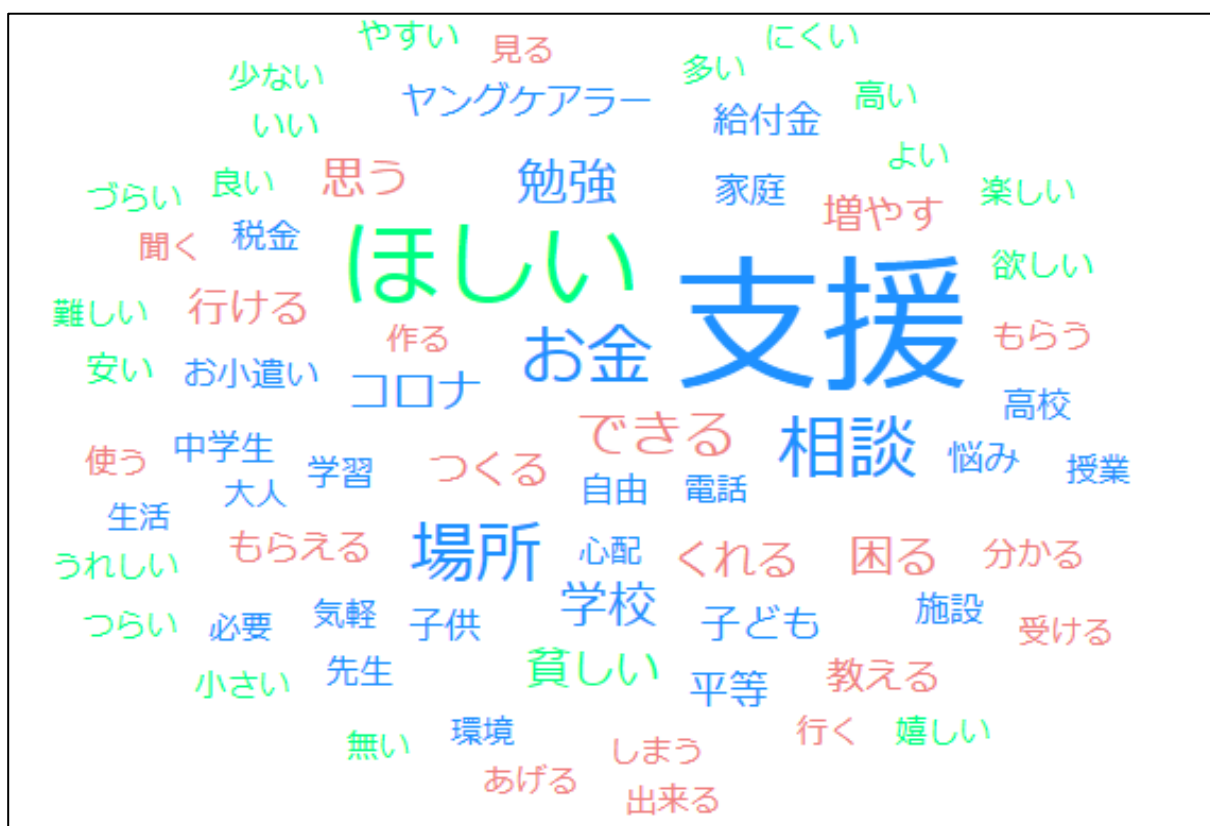 やすい 見る にくい
少ない 多い
ヤングケアラー 給付金 高い
いい よい
づらい 良い 思う 勉強 家庭 増やす 楽しい
聞く 税金 ほしい 支援 欲しい
難しい 行ける 作る お金 もらう
安い お小遣い コロナ 高校
使う 中学生 学習 つくる できる 相談 悩み 授業
大人 自由 電話
生活
うれしい もらえる 場所 心配 くれる 困る 分かる
つらい 必要 気軽 子供 学校 子ども 施設 受ける
小さい 先生 貧しい 平等 教える
無い 環境 しまう 行く 嬉しい
あげる 出来る